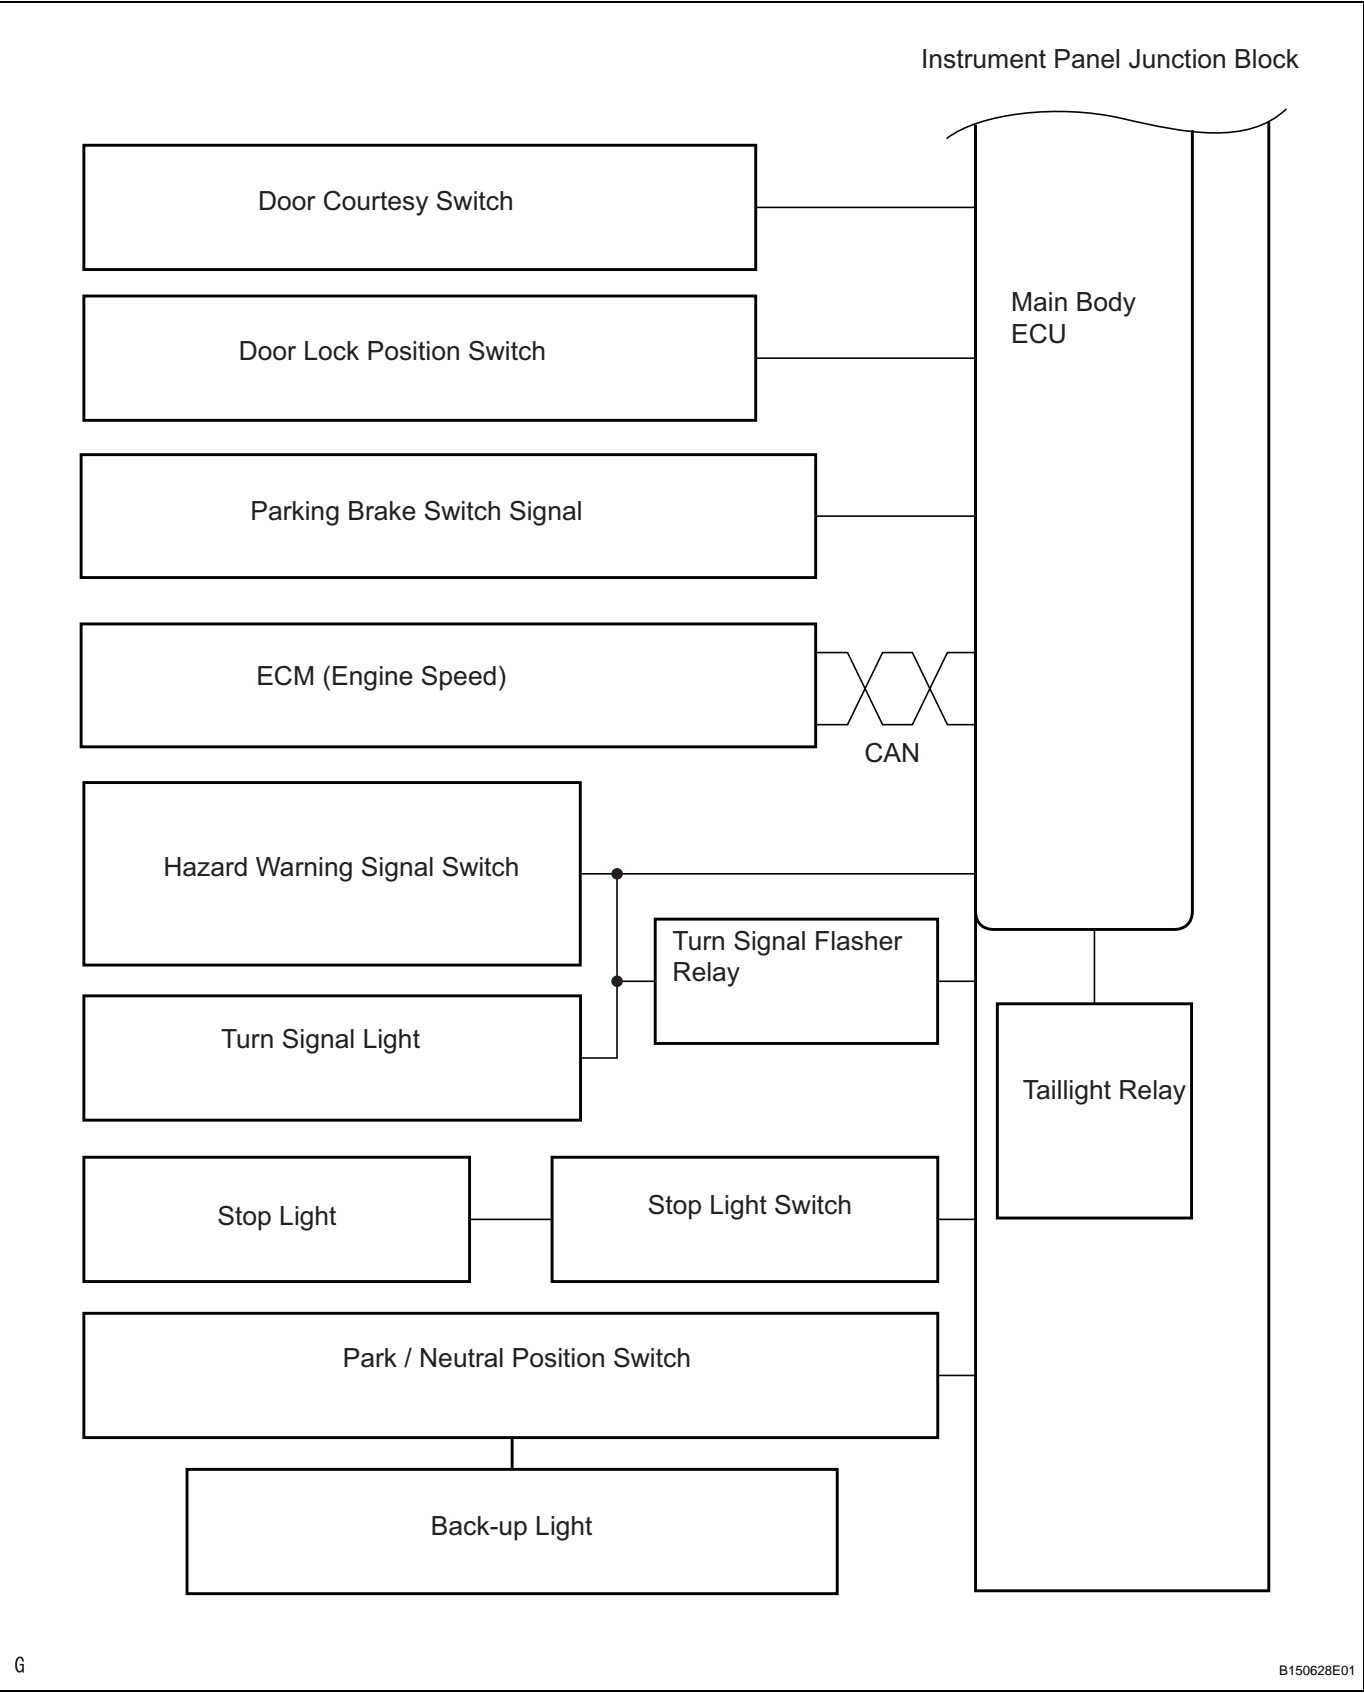 Instrument Panel Junction Block
Door Courtesy Switch
Main Body
ECU
Door Lock Position Switch
Parking Brake Switch Signal
ECM (Engine Speed)
CAN
Hazard Warning Signal Switch
Turn Signal Flasher
Relay
Turn Signal Light
Taillight Relay
Stop Light
Stop Light Switch
Park / Neutral Position Switch
Back-up Light
G
B150628E01